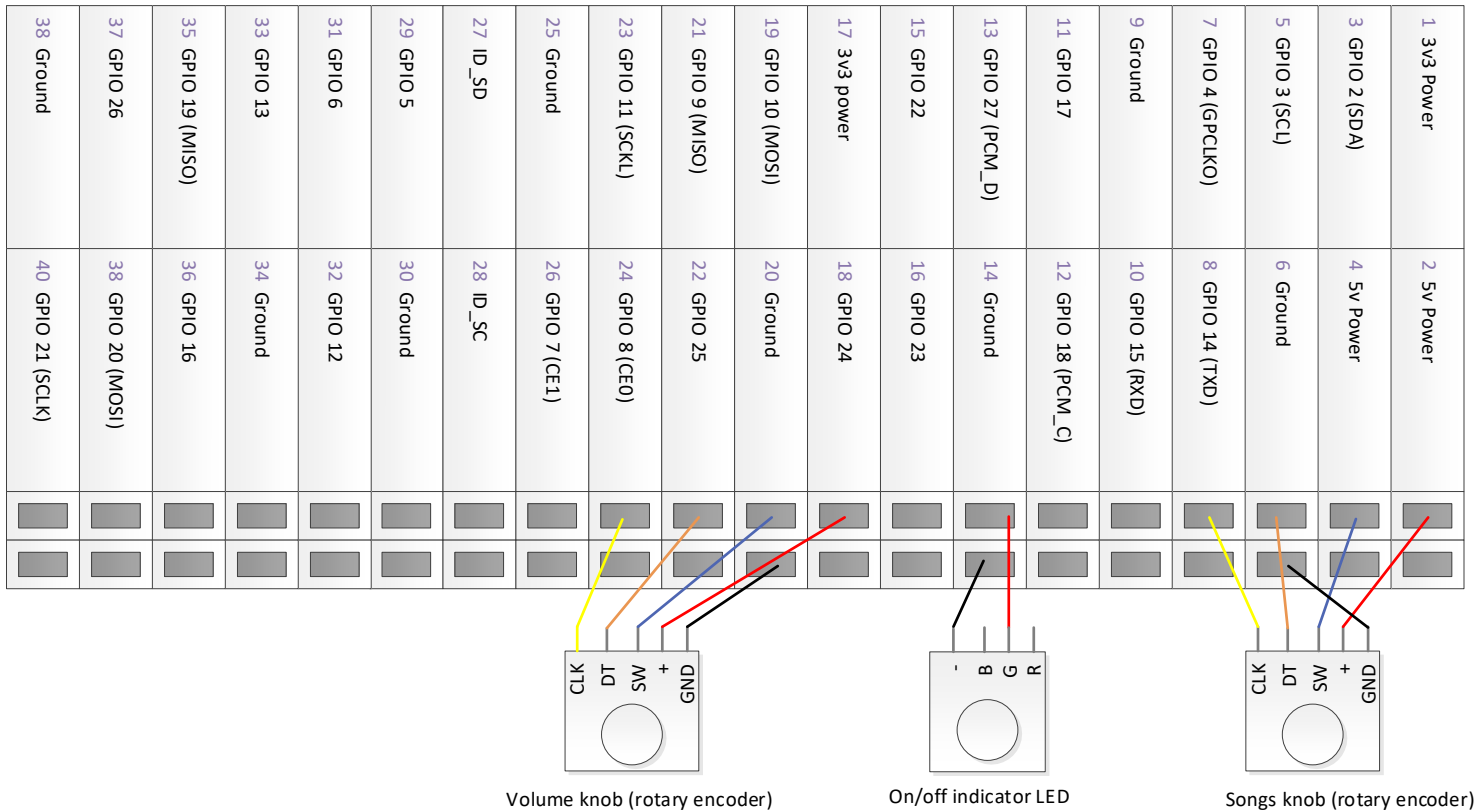 38 Ground
37 GPIO 26
35 GPIO 19 (MISO)
33 GPIO 13
31 GPIO 6
29 GPIO 5
27 ID_SD
25 Ground
23 GPIO 11 (SCKL)
21 GPIO 9 (MISO)
19 GPIO 10 (MOSI)
17 3v3 power
15 GPIO 22
13 GPIO 27 (PCM_D)
11 GPIO 17
9 Ground
7 GPIO 4 (GPCLKO)
5 GPIO 3 (SCL)
3 GPIO 2 (SDA)
1 3v3 Power
40 GPIO 21 (SCLK)
38 GPIO 20 (MOSI)
36 GPIO 16
34 Ground
32 GPIO 12
30 Ground
28 ID_SC
26 GPIO 7 (CE1)
24 GPIO 8 (CE0)
22 GPIO 25
20 Ground
18 GPIO 24
16 GPIO 23
14 Ground
12 GPIO 18 (PCM_C)
10 GPIO 15 (RXD)
8 GPIO 14 (TXD)
6 Ground
4 5v Power
2 5v Power
CLK
DT
SW
+
GND
-
B
G
R
CLK
DT
SW
+
GND
Volume knob (rotary encoder)
On/off indicator LED
Songs knob (rotary encoder)